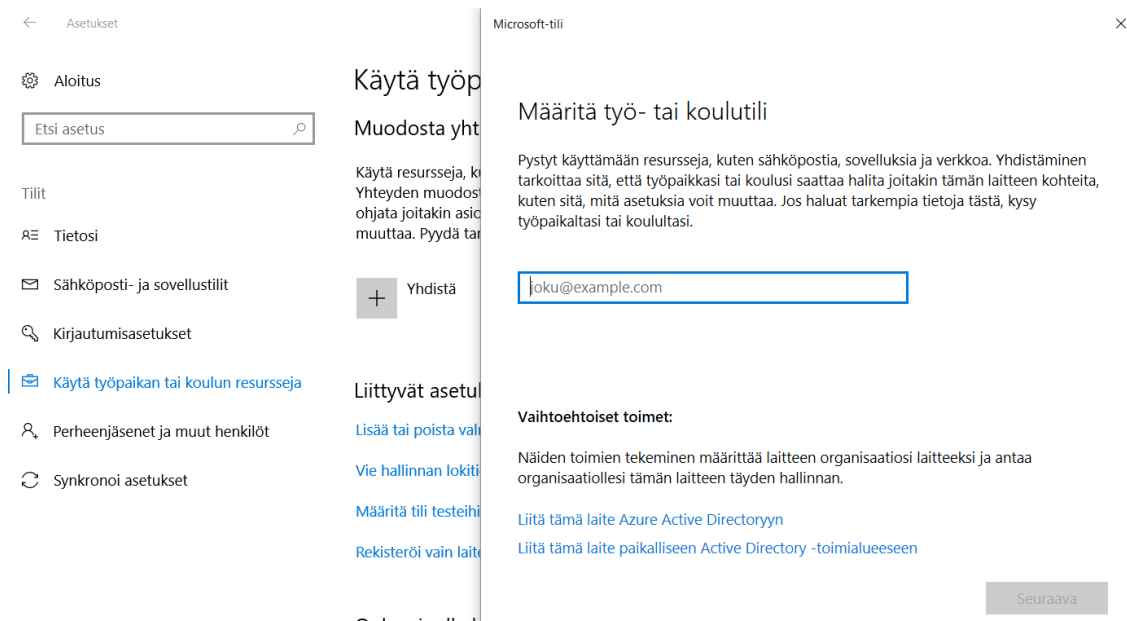 Asetukset
Aloitus
Etsi asetus
Tilit
Tietosi
Sähköposti- ja sovellustilit
Kirjautumisasetukset
Käytä työpaikan tai koulun resursseja
Perheenjäsenet ja muut henkilöt
Synkronoi asetukset
Käytä työp
Muodosta yht
Käytä resursseja, k
Yhteyden muodost
ohjata joitakin asio
muuttaa. Pyydä tar
Yhdistä
Liittyvät asetu
Lisää tai poista val
Vie hallinnan lokiti
Määritä tili testeihi
Rekisteröi vain laite
Microsoft-tili
Määritä työ- tai koulutili
Pystyt käyttämään resursseja, kuten sähköpostia, sovelluksia ja verkkoa. Yhdistäminen
tarkoittaa sitä, että työpaikkasi tai koulusi saattaa halita joitakin tämän laitteen kohteita,
kuten sitä, mitä asetuksia voit muuttaa. Jos haluat tarkempia tietoja tästä, kysy
työpaikaltasi tai koulultasi.
joku@example.com
Vaihtoehtoiset toimet:
Näiden toimien tekeminen määrittää laitteen organisaatiosi laitteeksi ja antaa
organisaatiollesi tämän laitteen täyden hallinnan.
Liitä tämä laite Azure Active Directoryyn
Liitä tämä laite paikalliseen Active Directory -toimialueeseen
Seuraava